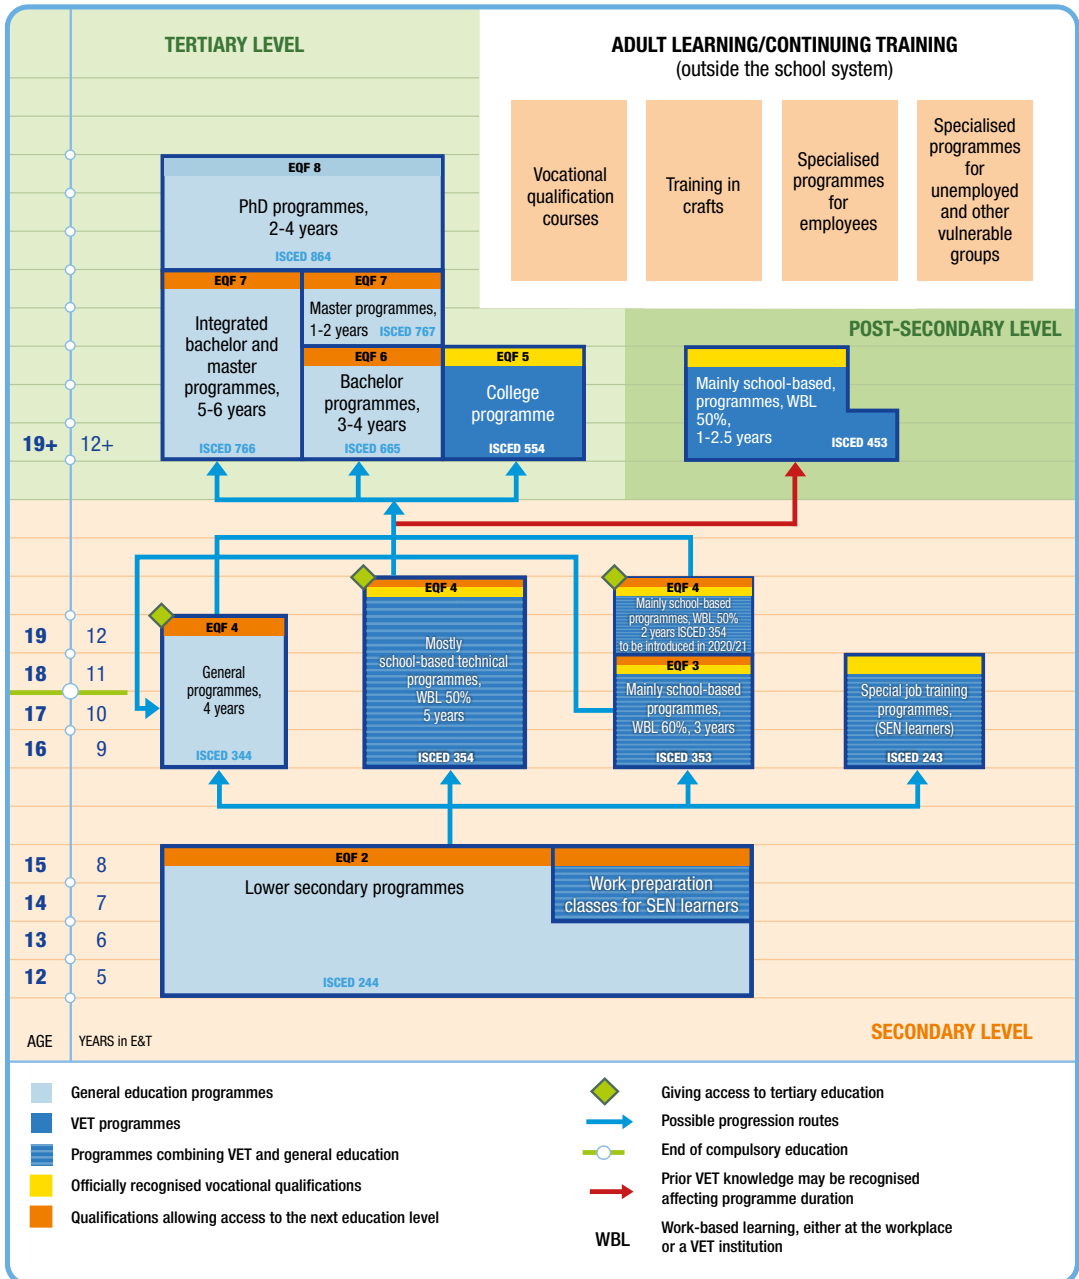 TERTIARY LEVEL
ADULT LEARNING/CONTINUING TRAINING
(outside the school system)
Vocational
qualification
courses
Training in
crafts
Specialised
programmes
for
employees
Specialised
programmes
for
unemployed
and other
vulnerable
groups
EQF 8
PhD programmes,
2-4 years
ISCED 864
EQF 7
Integrated
bachelor and
master
programmes,
5-6 years
ISCED 766
EQF 7
Master programmes,
1-2 years ISCED 767
EQF 6
Bachelor
programmes,
3-4 years
ISCED 665
EQF 5
College
programme
ISCED 554
POST-SECONDARY LEVEL
Mainly school-based,
programmes, WBL
50%,
1-2.5 years
ISCED 453
19+ 12+
EQF 4
General
programmes,
4 years
ISCED 344
EQF 4
Mostly
school-based technical
programmes,
WBL 50%
5 years
ISCED 354
EQF 4
Mainly school-based
programmes, WBL 50%
2 years ISCED 354
to be introduced in 2020/21
EQF 3
Mainly school-based
programmes,
WBL 60%, 3 years
ISCED 353
Special job training
programmes,
(SEN learners)
ISCED 243
19 12
18 11
17 10
16 9
EQF 2
Lower secondary programmes
ISCED 244
Work preparation
classes for SEN learners
15 8
14 7
13 6
12 5
AGE YEARS in E&T
SECONDARY LEVEL
General education programmes
VET programmes
Programmes combining VET and general education
Officially recognised vocational qualifications
Qualifications allowing access to the next education level
Giving access to tertiary education
Possible progression routes
End of compulsory education
Prior VET knowledge may be recognised
affecting programme duration
WBL
Work-based learning, either at the workplace
or a VET institution